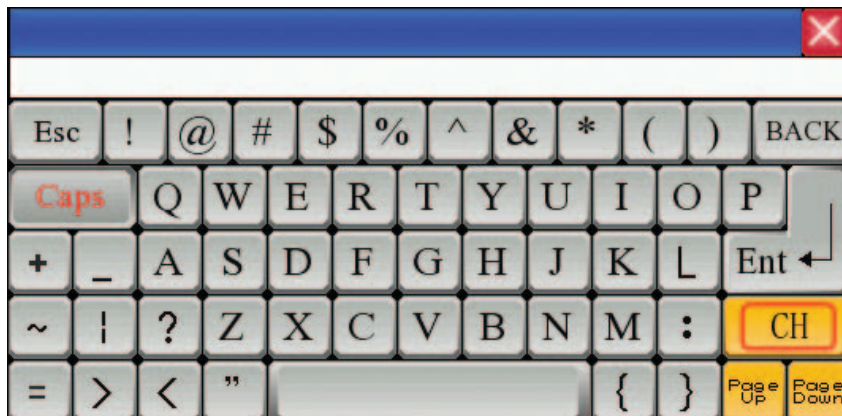 Esc ! @ # $ % ^ & * ( ) BACK
Caps Q W E R T Y U I O P
+ _ A S D F G H J K L Ent
~ ¦ ? Z X C V B N M : CH
= > < ” { } Page Up Page Down